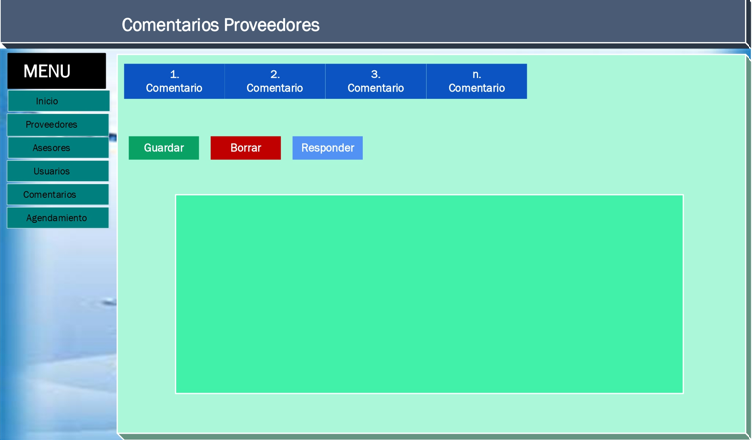 Comentarios Proveedores
MENU
Inicio
Proveedores
Asesores
Usuarios
Comentarios
Agendamiento
1.
Comentario
2.
Comentario
3.
Comentario
n.
Comentario
Guardar
Borrar
Responder